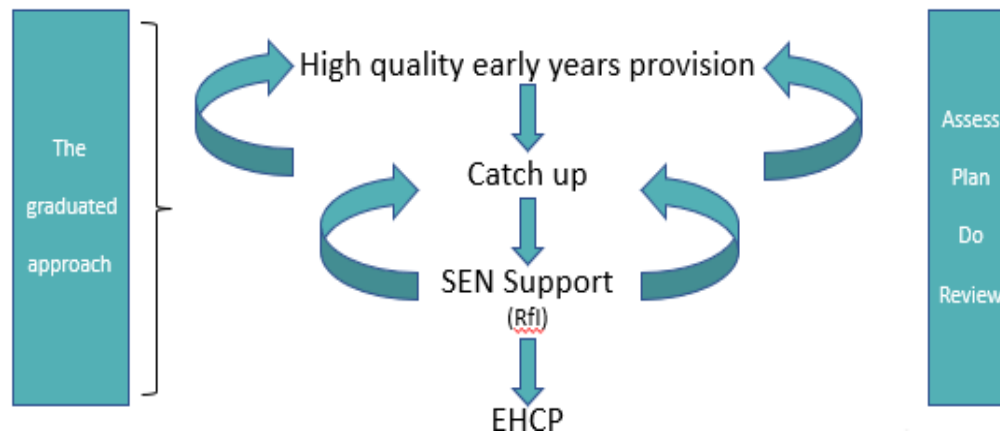 The
graduated
approach
High quality early years provision
Catch up
SEN Support
(RfI)
EHCP
Assess
Plan
Do
Review